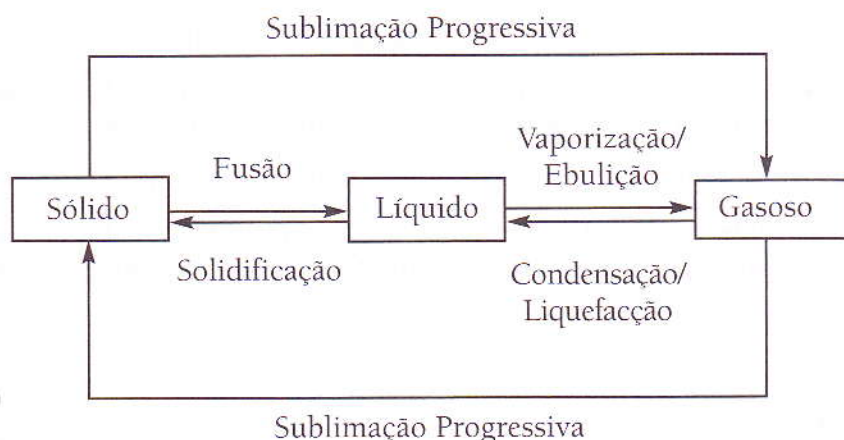 Sublimação Progressiva
Fusão
Vaporização/
Ebulição
Sólido
Líquido
Gasoso
Solidificação
Condensação/
Liquefacção
Sublimação Progressiva